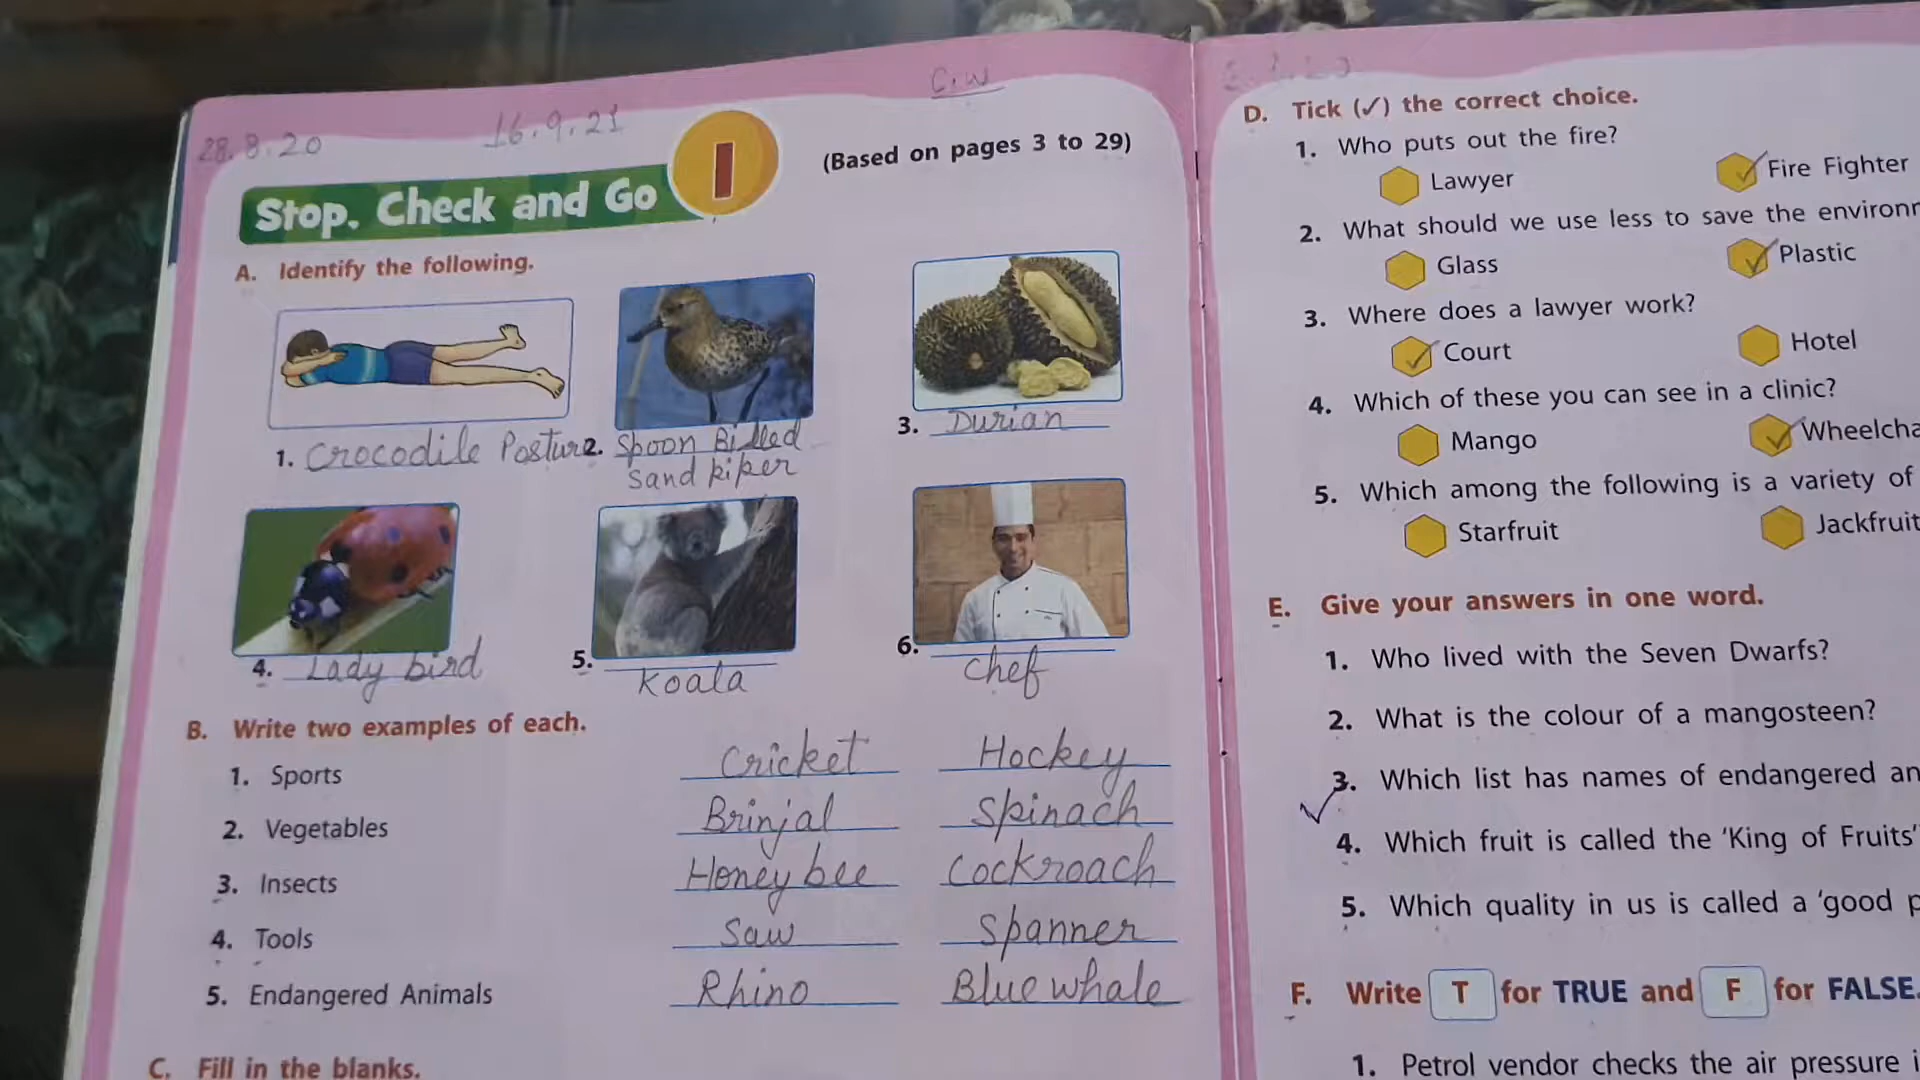 28.8.20
16.9.21
C.W
Stop, Check and Go 1
(Based on pages 3 to 29)
A. Identify the following.
1. Crocodile Posture
2. Spoon Billed
Sand kiper
3. Durian
4. Lady bird
5. Koala
6. Chef
B. Write two examples of each.
1. Sports Cricket Hockey
2. Vegetables Brinjal Spinach
3. Insects Honey bee Cockroach
4. Tools Saw Spanner
5. Endangered Animals Rhino Blue whale
C. Fill in the blanks.
D. Tick (✓) the correct choice.
1. Who puts out the fire?
Lawyer ✓ Fire Fighter
2. What should we use less to save the environ
Glass ✓ Plastic
3. Where does a lawyer work?
✓ Court Hotel
4. Which of these you can see in a clinic?
Mango ✓ Wheelcha
5. Which among the following is a variety of
Starfruit Jackfruit
E. Give your answers in one word.
1. Who lived with the Seven Dwarfs?
2. What is the colour of a mangosteen?
3. Which list has names of endangered an
4. Which fruit is called the ‘King of Fruits’
5. Which quality in us is called a ‘good p
F. Write T for TRUE and F for FALSE.
1. Petrol vendor checks the air pressure i